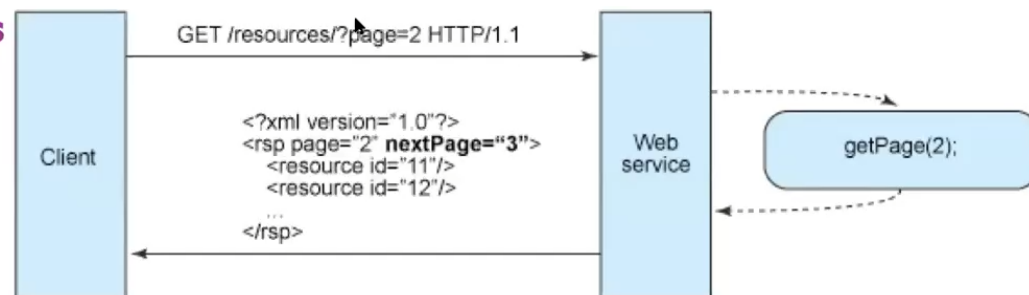 s
GET /resources/?page=2 HTTP/1.1
<?xml version="1.0"?>
<rsp page="2" nextPage="3">
<resource id="11"/>
<resource id="12"/>
...
</rsp>
Client
Web
service
getPage(2);